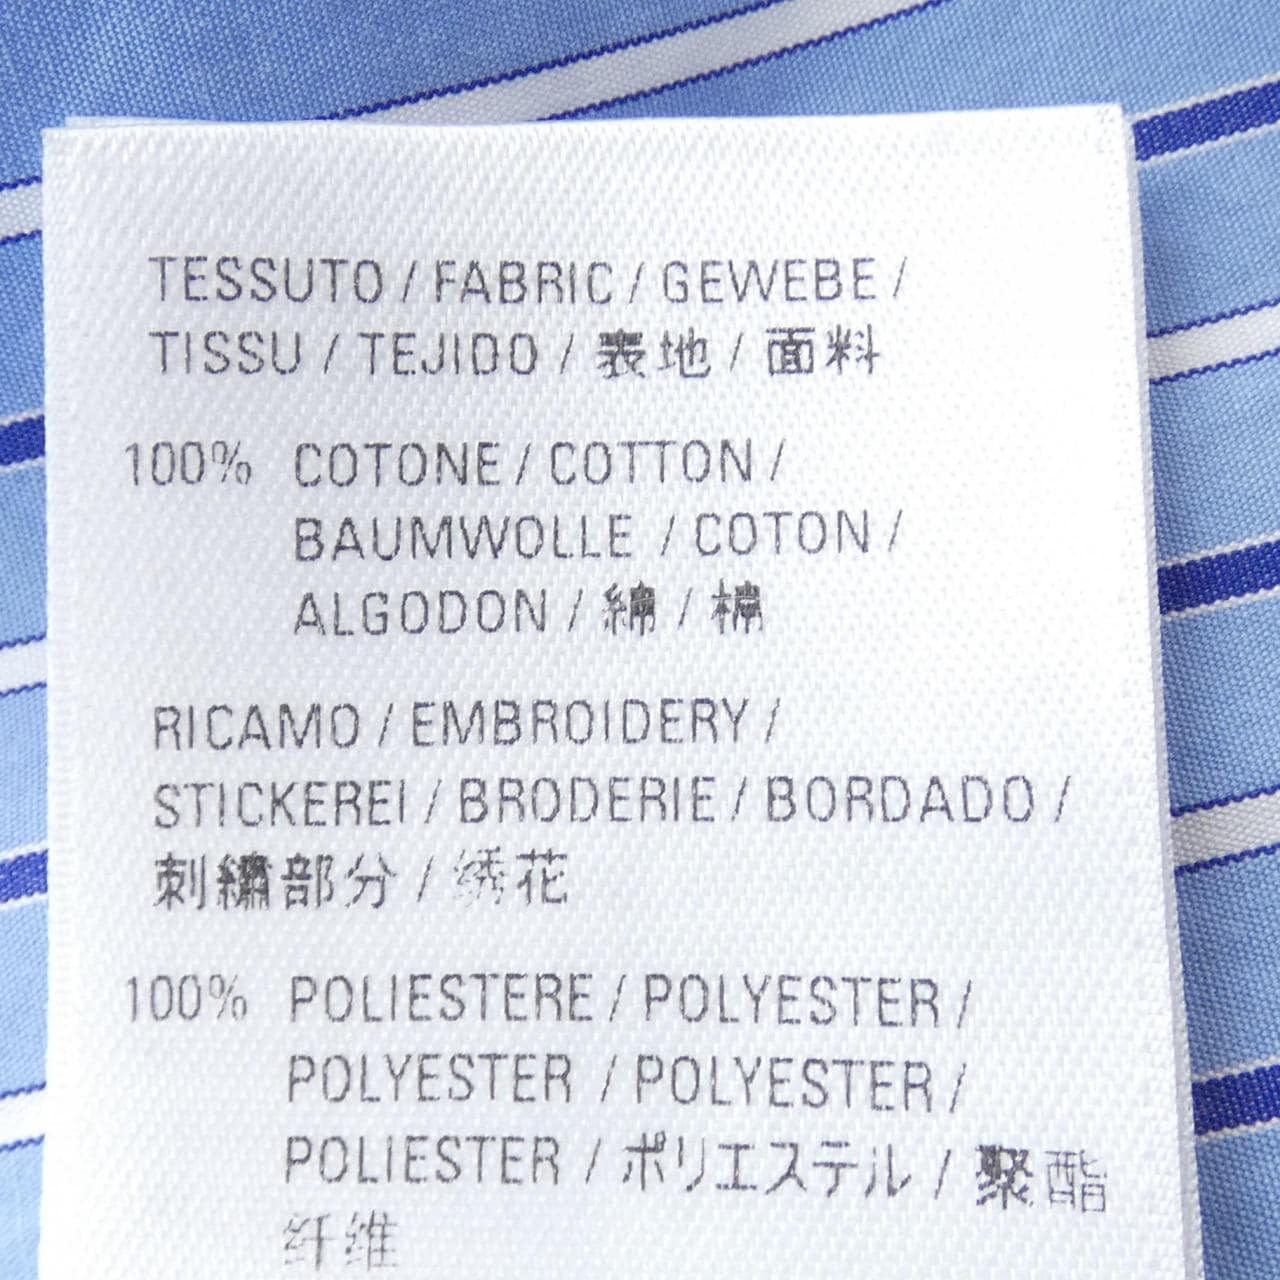 TESSUTO / FABRIC / GEWEBE /
TISSU / TEJIDO / 表地 / 面料
100% COTONE / COTTON /
BAUMWOLLE / COTON /
ALGODON / 綿 / 棉
RICAMO / EMBROIDERY /
STICKEREI / BRODERIE / BORDADO /
刺繍部分 / 绣花
100% POLIESTERE / POLYESTER /
POLYESTER / POLYESTER /
POLIESTER / ポリエステル / 聚酯
纤维